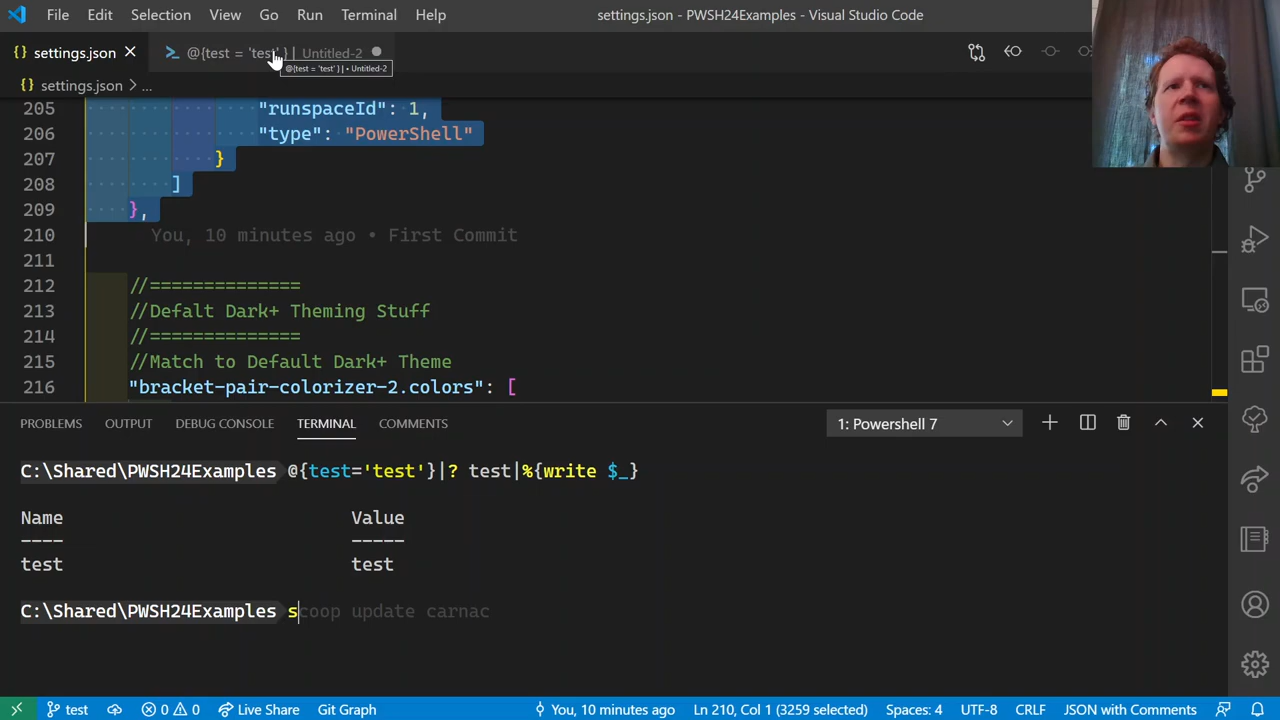 File Edit Selection View Go Run Terminal Help settings.json - PWSH24Examples - Visual Studio Code
{} settings.json × @{test = 'test' } | Untitled-2
@{test = 'test' } | • Untitled-2
{} settings.json > ...
205 "runspaceId": 1,
206 "type": "PowerShell"
207 }
208 ]
209 },
210 You, 10 minutes ago • First Commit
211
212 //==============
213 //Defalt Dark+ Theming Stuff
214 //==============
215 //Match to Default Dark+ Theme
216 "bracket-pair-colorizer-2.colors": [
PROBLEMS OUTPUT DEBUG CONSOLE TERMINAL COMMENTS 1: Powershell 7
C:\Shared\PWSH24Examples @{test='test'}|? test|%{write $_}
Name Value
---- -----
test test
C:\Shared\PWSH24Examples scoop update carnac
test 0 0 Live Share Git Graph You, 10 minutes ago Ln 210, Col 1 (3259 selected) Spaces: 4 UTF-8 CRLF JSON with Comments